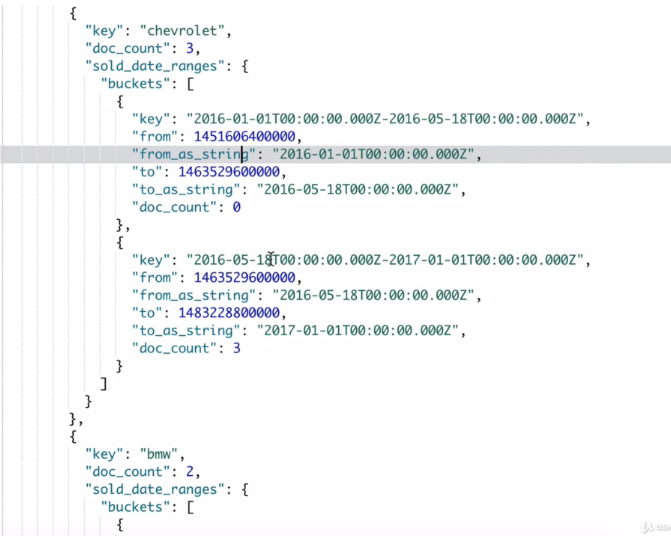 {
"key": "chevrolet",
"doc_count": 3,
"sold_date_ranges": {
"buckets": [
{
"key": "2016-01-01T00:00:00.000Z-2016-05-18T00:00:00.000Z",
"from": 1451606400000,
"from_as_string": "2016-01-01T00:00:00.000Z",
"to": 1463529600000,
"to_as_string": "2016-05-18T00:00:00.000Z",
"doc_count": 0
},
{
"key": "2016-05-18T00:00:00.000Z-2017-01-01T00:00:00.000Z",
"from": 1463529600000,
"from_as_string": "2016-05-18T00:00:00.000Z",
"to": 1483228800000,
"to_as_string": "2017-01-01T00:00:00.000Z",
"doc_count": 3
}
]
}
},
{
"key": "bmw",
"doc_count": 2,
"sold_date_ranges": {
"buckets": [
{